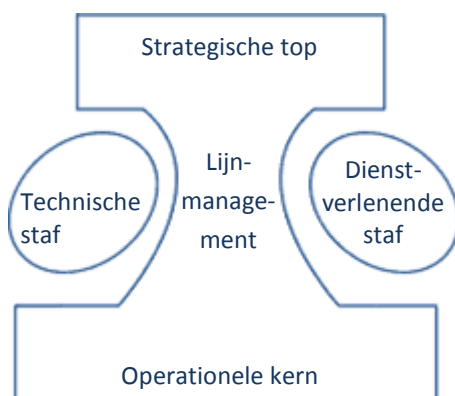 Strategische top
Lijn-
manage-
ment
Technische
staf
Dienst-
verlenende
staf
Operationele kern